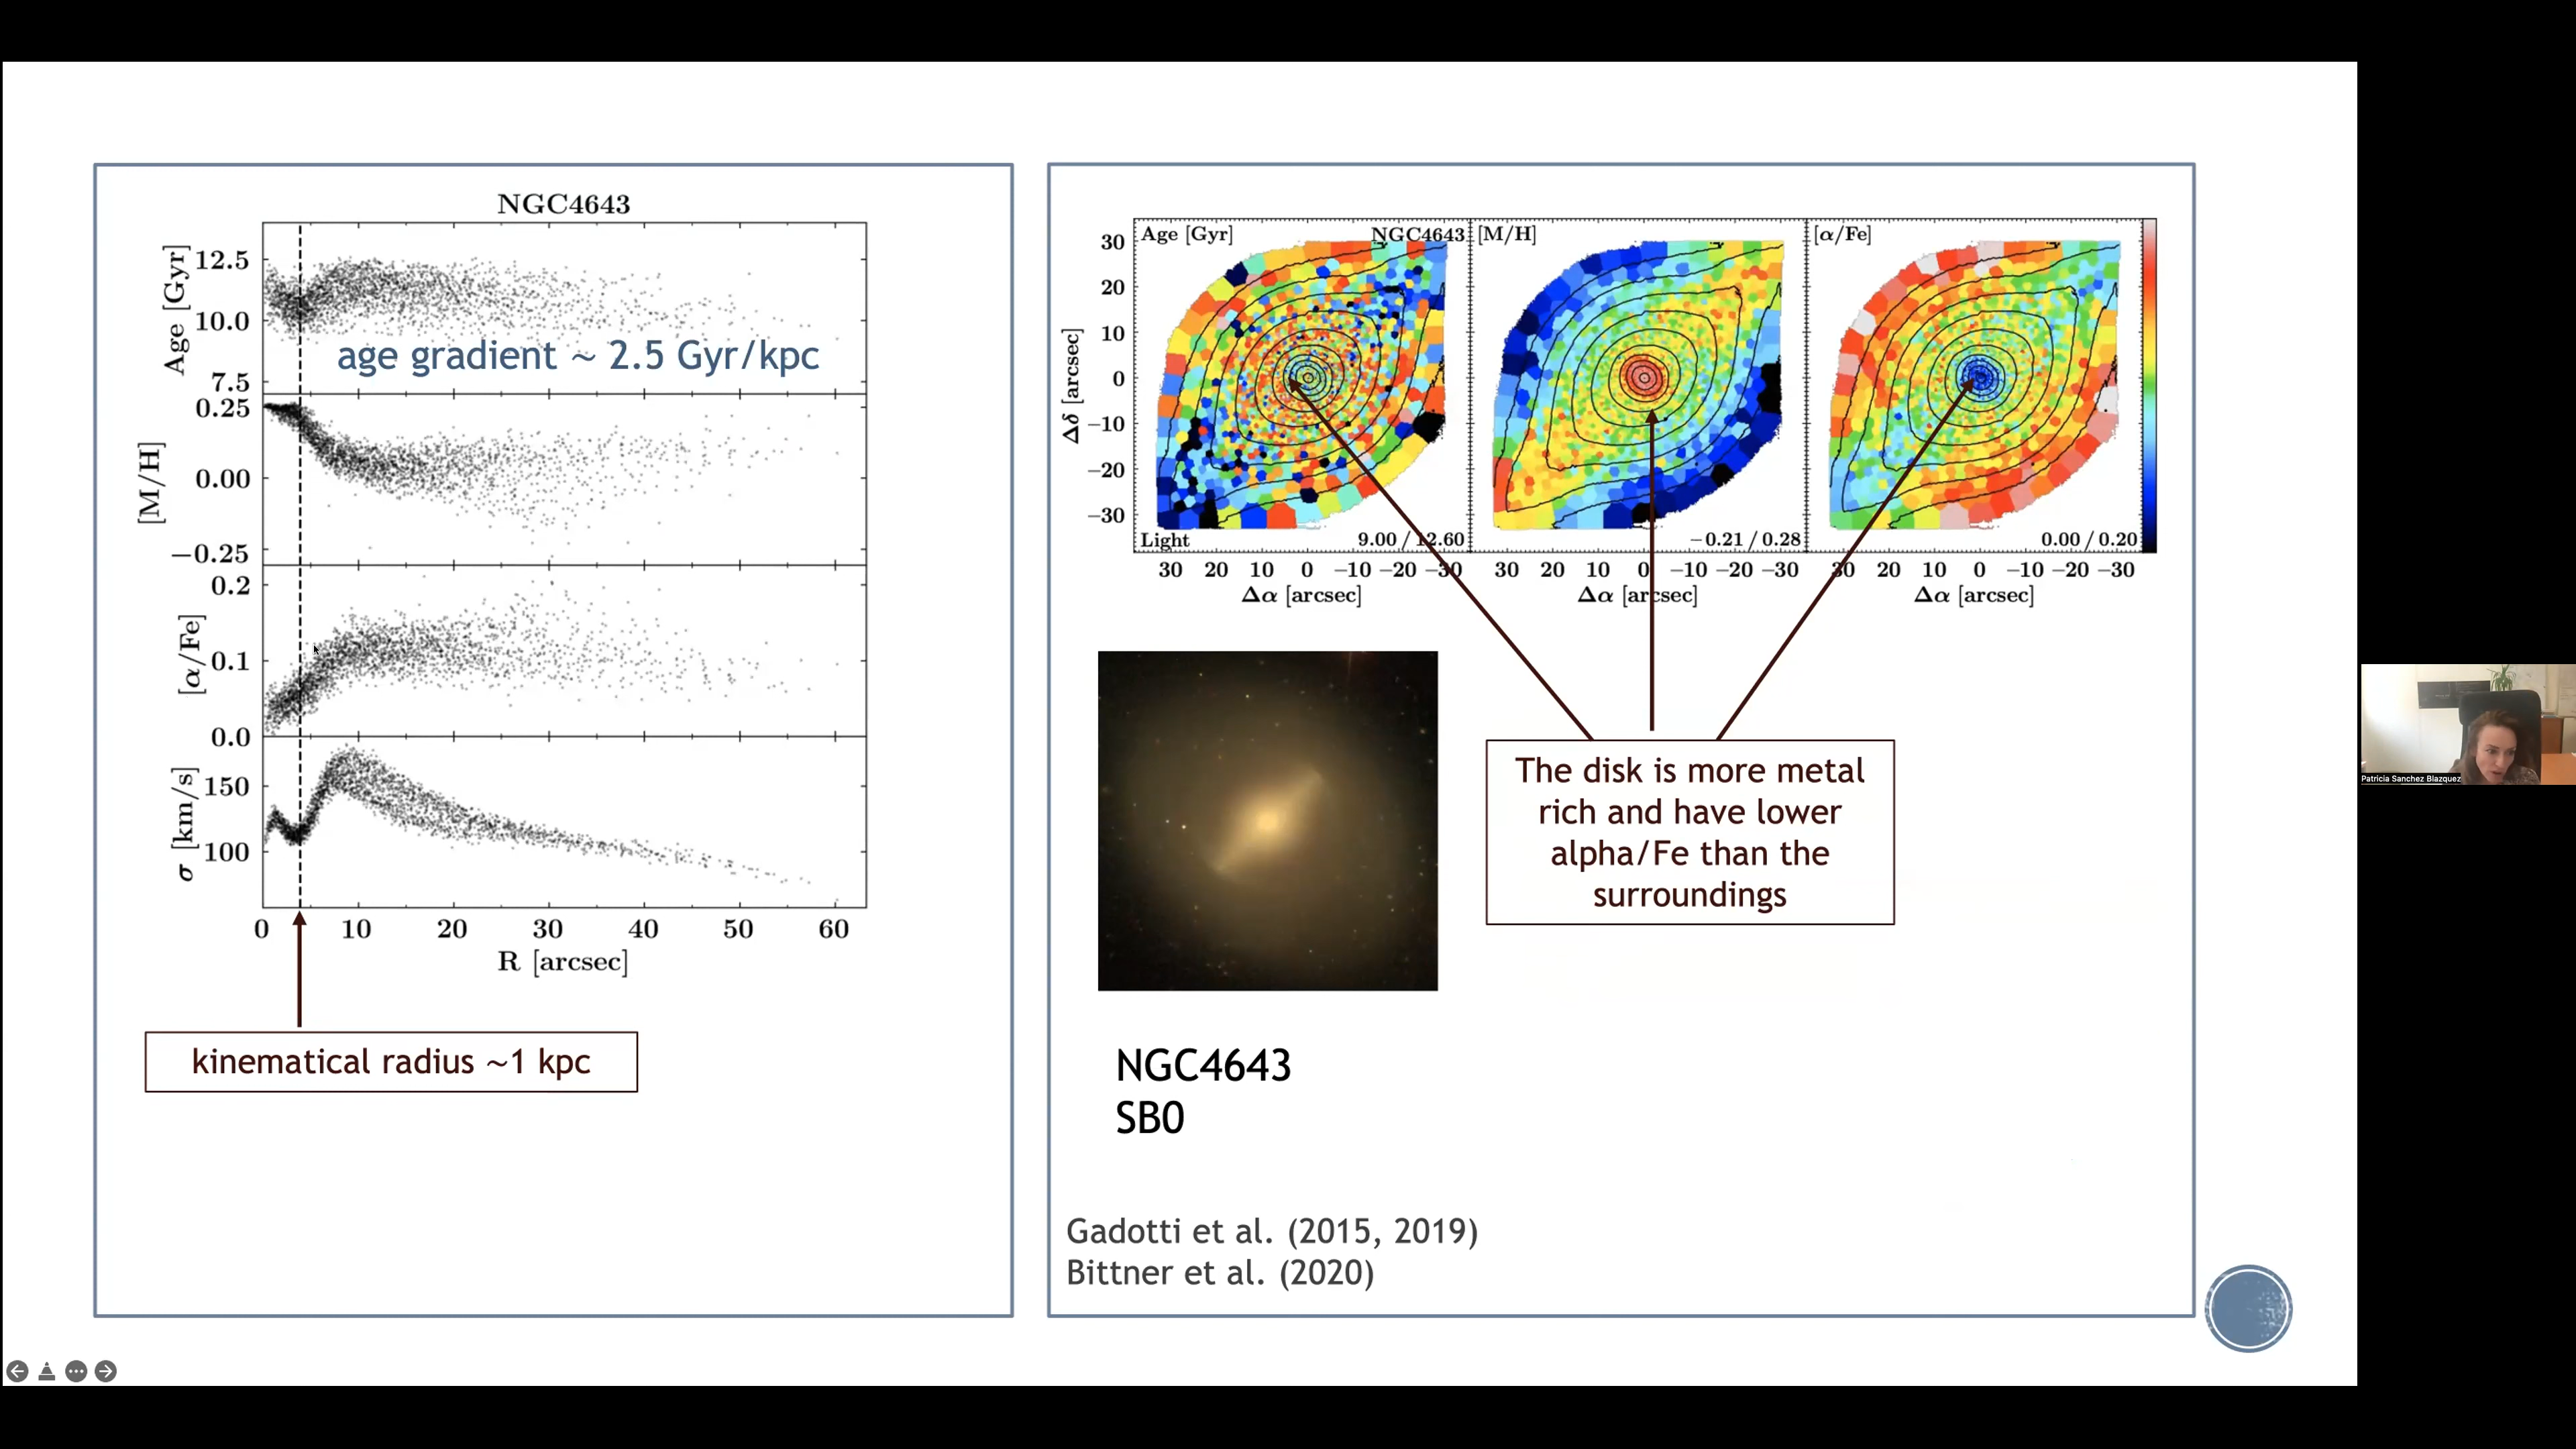 NGC4643
Age [Gyr]
12.5
10.0
7.5
age gradient ~ 2.5 Gyr/kpc
[M/H]
0.25
0.00
−0.25
[α/Fe]
0.2
0.1
0.0
σ [km/s]
150
100
0 10 20 30 40 50 60
R [arcsec]
kinematical radius ~1 kpc
Age [Gyr] NGC4643 [M/H] [α/Fe]
Δδ [arcsec]
30
20
10
0
−10
−20
−30
Light 9.00 / 12.60 −0.21 / 0.28 0.00 / 0.20
30 20 10 0 −10 −20 −30 30 20 10 0 −10 −20 −30 30 20 10 0 −10 −20 −30
Δα [arcsec] Δα [arcsec] Δα [arcsec]
The disk is more metal
rich and have lower
alpha/Fe than the
surroundings
NGC4643
SB0
Gadotti et al. (2015, 2019)
Bittner et al. (2020)
Patricia Sanchez Blazquez